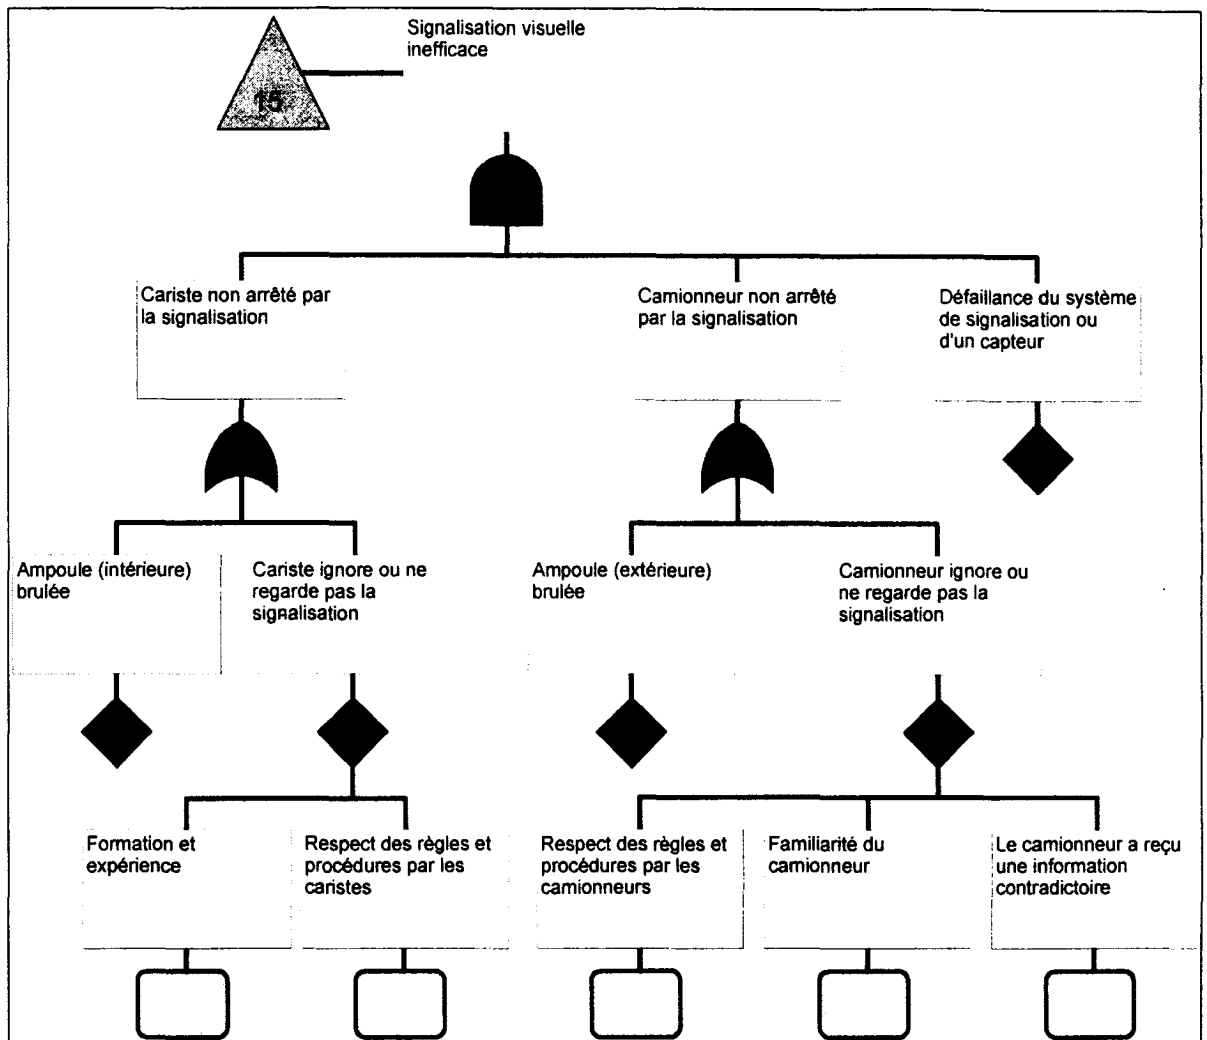 Signalisation visuelle
inefficace
15
Cariste non arrêté par
la signalisation
Camionneur non arrêté
par la signalisation
Défaillance du système
de signalisation ou
d'un capteur
Ampoule (intérieure)
brulée
Cariste ignore ou ne
regarde pas la
signalisation
Ampoule (extérieure)
brulée
Camionneur ignore ou
ne regarde pas la
signalisation
Formation et
expérience
Respect des règles et
procédures par les
caristes
Respect des règles et
procédures par les
camionneurs
Familiarité du
camionneur
Le camionneur a reçu
une information
contradictoire